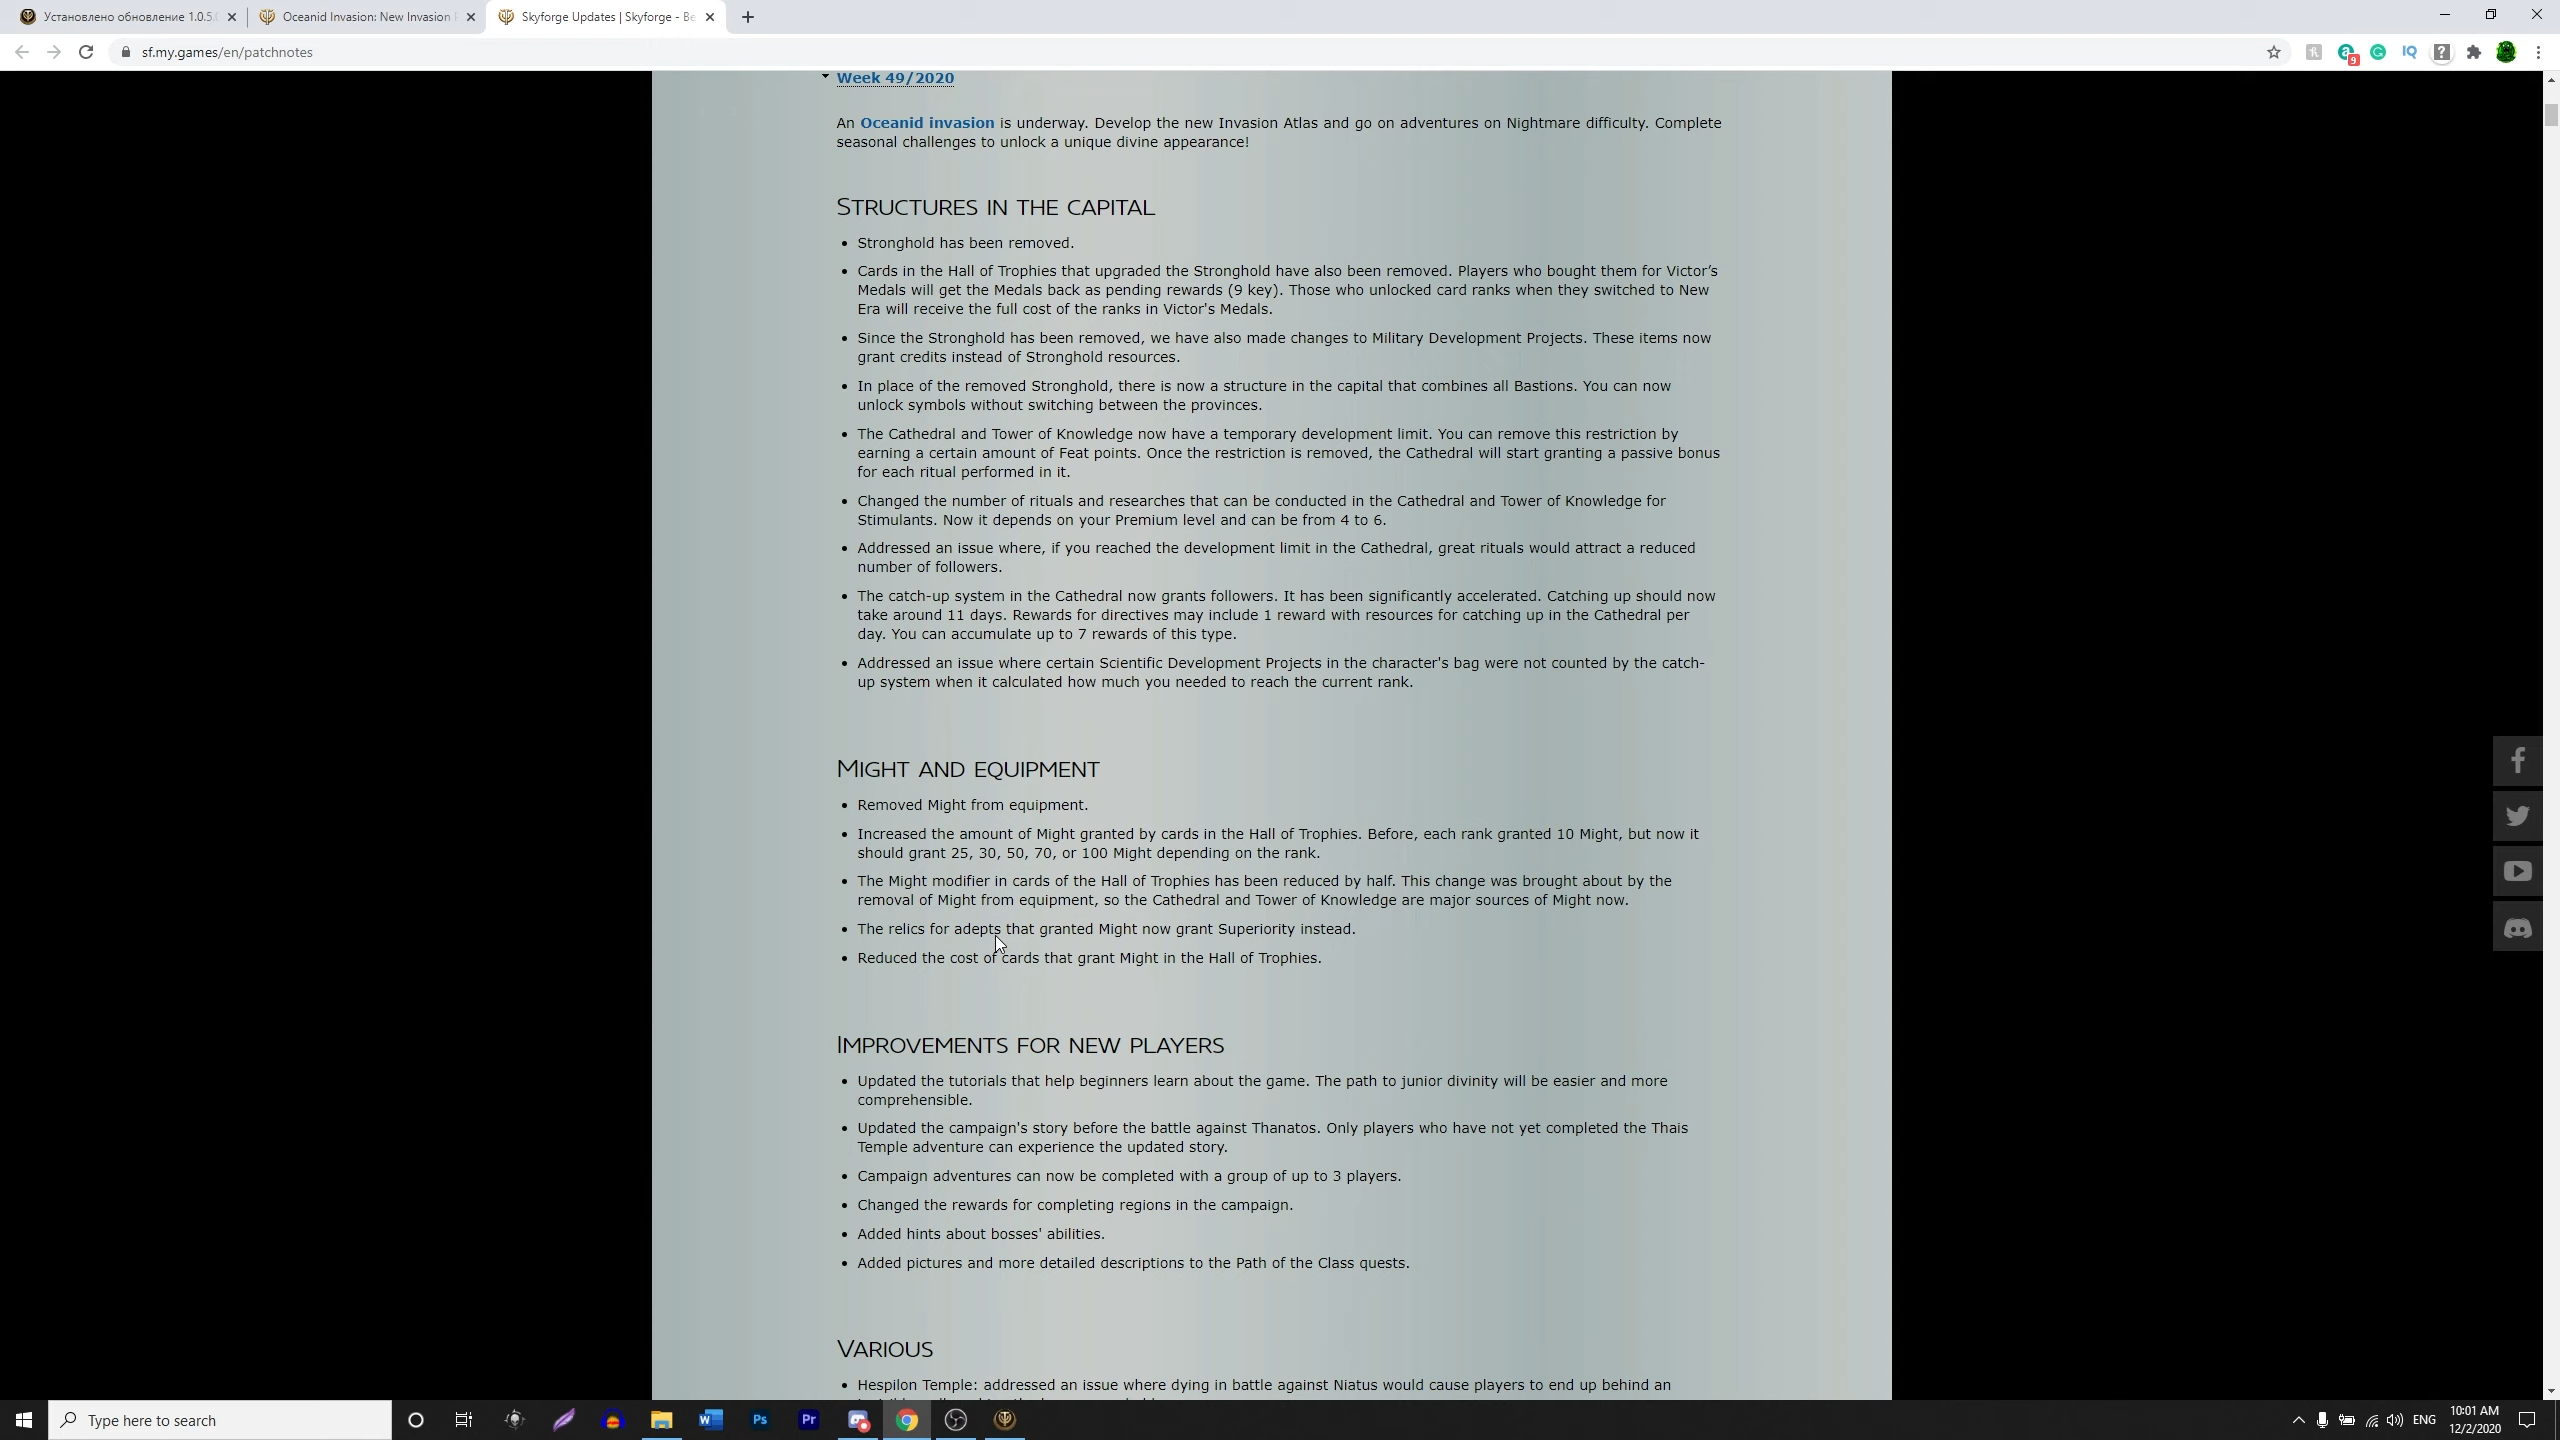 Установлено обновление 1.0.5.
Oceanid Invasion: New Invasion
Skyforge Updates | Skyforge - Be
sf.my.games/en/patchnotes
9
Week 49/2020
An Oceanid invasion is underway. Develop the new Invasion Atlas and go on adventures on Nightmare difficulty. Complete
seasonal challenges to unlock a unique divine appearance!
STRUCTURES IN THE CAPITAL
• Stronghold has been removed.
• Cards in the Hall of Trophies that upgraded the Stronghold have also been removed. Players who bought them for Victor’s
Medals will get the Medals back as pending rewards (9 key). Those who unlocked card ranks when they switched to New
Era will receive the full cost of the ranks in Victor's Medals.
• Since the Stronghold has been removed, we have also made changes to Military Development Projects. These items now
grant credits instead of Stronghold resources.
• In place of the removed Stronghold, there is now a structure in the capital that combines all Bastions. You can now
unlock symbols without switching between the provinces.
• The Cathedral and Tower of Knowledge now have a temporary development limit. You can remove this restriction by
earning a certain amount of Feat points. Once the restriction is removed, the Cathedral will start granting a passive bonus
for each ritual performed in it.
• Changed the number of rituals and researches that can be conducted in the Cathedral and Tower of Knowledge for
Stimulants. Now it depends on your Premium level and can be from 4 to 6.
• Addressed an issue where, if you reached the development limit in the Cathedral, great rituals would attract a reduced
number of followers.
• The catch-up system in the Cathedral now grants followers. It has been significantly accelerated. Catching up should now
take around 11 days. Rewards for directives may include 1 reward with resources for catching up in the Cathedral per
day. You can accumulate up to 7 rewards of this type.
• Addressed an issue where certain Scientific Development Projects in the character's bag were not counted by the catch-
up system when it calculated how much you needed to reach the current rank.
MIGHT AND EQUIPMENT
• Removed Might from equipment.
• Increased the amount of Might granted by cards in the Hall of Trophies. Before, each rank granted 10 Might, but now it
should grant 25, 30, 50, 70, or 100 Might depending on the rank.
• The Might modifier in cards of the Hall of Trophies has been reduced by half. This change was brought about by the
removal of Might from equipment, so the Cathedral and Tower of Knowledge are major sources of Might now.
• The relics for adepts that granted Might now grant Superiority instead.
• Reduced the cost of cards that grant Might in the Hall of Trophies.
IMPROVEMENTS FOR NEW PLAYERS
• Updated the tutorials that help beginners learn about the game. The path to junior divinity will be easier and more
comprehensible.
• Updated the campaign's story before the battle against Thanatos. Only players who have not yet completed the Thais
Temple adventure can experience the updated story.
• Campaign adventures can now be completed with a group of up to 3 players.
• Changed the rewards for completing regions in the campaign.
• Added hints about bosses' abilities.
• Added pictures and more detailed descriptions to the Path of the Class quests.
VARIOUS
• Hespilon Temple: addressed an issue where dying in battle against Niatus would cause players to end up behind an
Type here to search
ENG
10:01 AM
12/2/2020